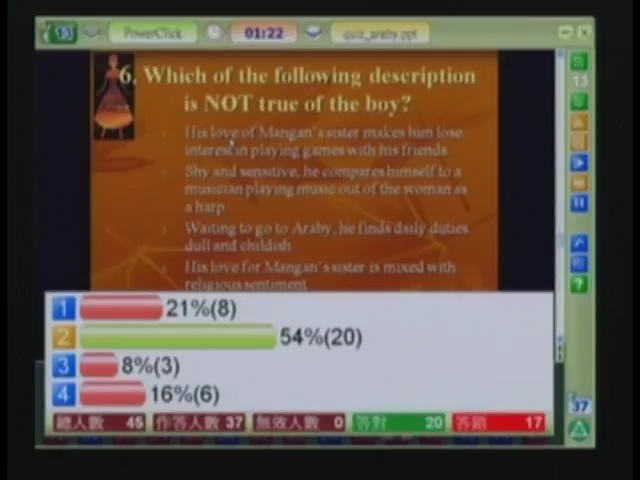 PowerClick 01:22 quiz_araby.ppt
6. Which of the following description
is NOT true of the boy?
His love of Mangan's sister makes him lose
interest in playing games with his friends
Shy and sensitive, he compares himself to a
musician playing music out of the woman as
a harp
Waiting to go to Araby, he finds daily duties
dull and childish
His love for Mangan's sister is mixed with
religious sentiment
13
1 21%(8)
2 54%(20)
3 8%(3)
4 16%(6)
37
總人數 45 作答人數 37 無效人數 0 答對 20 答錯 17